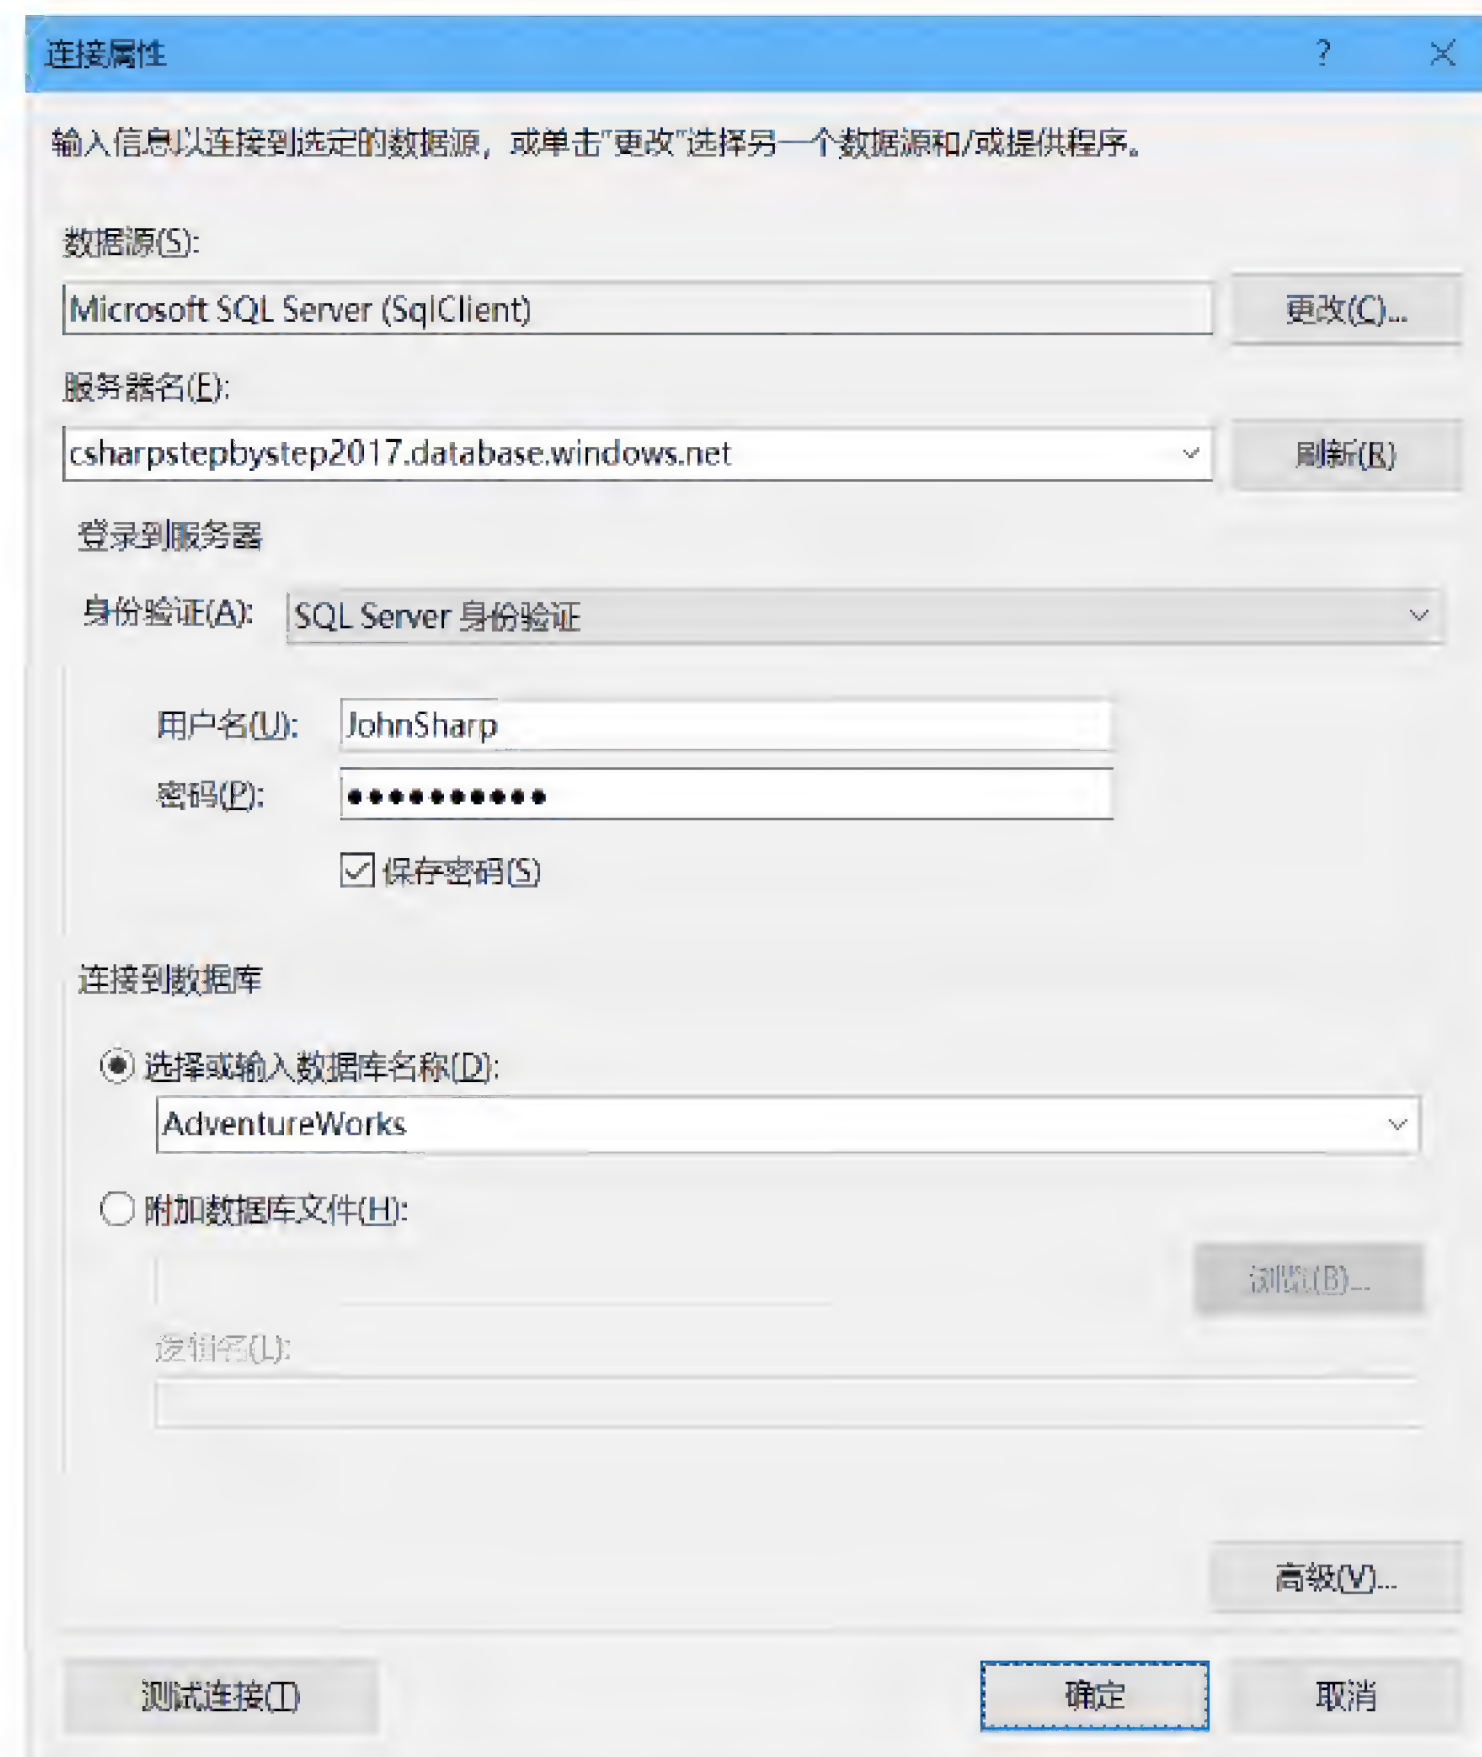 连接属性
?
输入信息以连接到选定的数据源，或单击"更改"选择另一个数据源和/或提供程序。
数据源(S):
Microsoft SQL Server (SqlClient)
更改(C)...
服务器名(E):
csharpstepbystep2017.database.windows.net
刷新(R)
登录到服务器
身份验证(A):
SQL Server 身份验证
用户名(U):
JohnSharp
密码(P):
●●●●●●●●●●
保存密码(S)
连接到数据库
选择或输入数据库名称(D):
AdventureWorks
附加数据库文件(H):
浏览(B)...
逻辑名(L):
高级(V)...
测试连接(T)
确定
取消